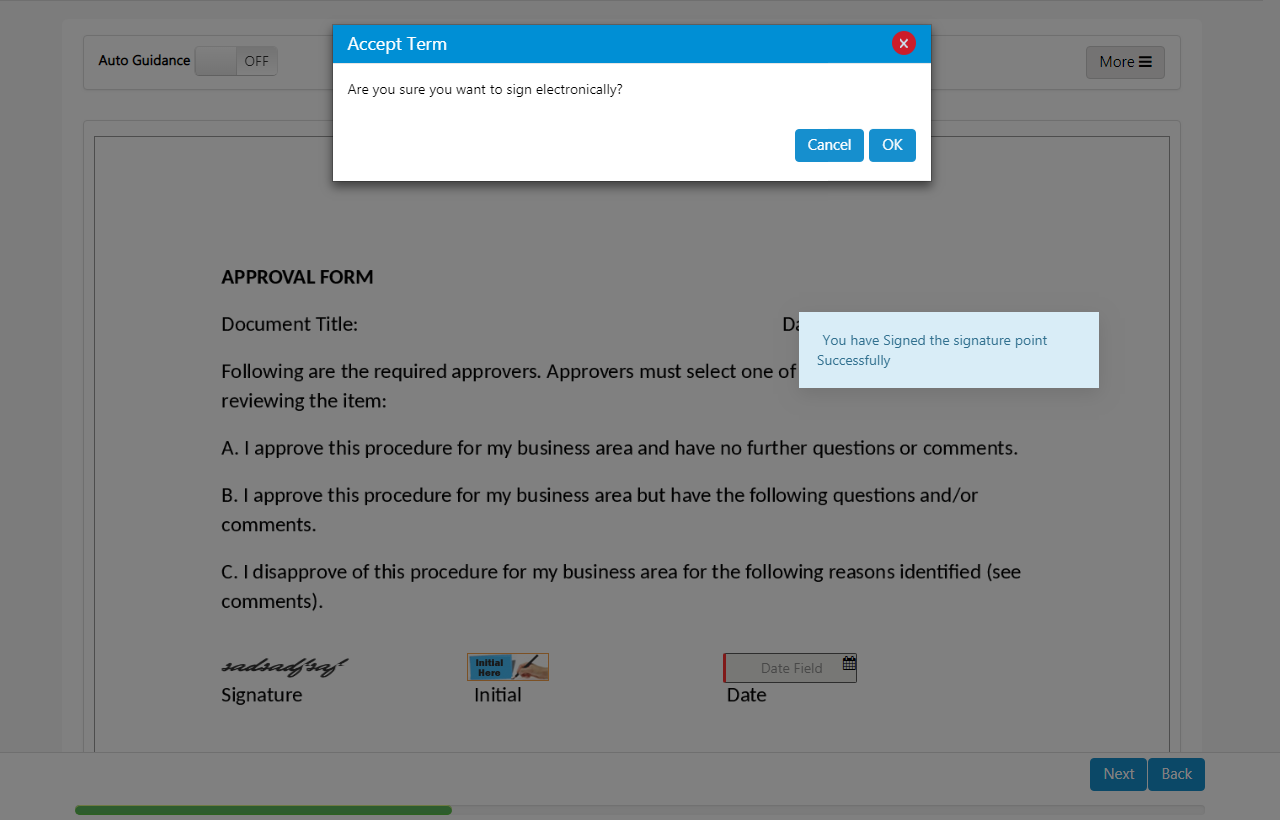 Accept Term
Are you sure you want to sign electronically?
Cancel OK
Auto Guidance OFF
More
APPROVAL FORM
Document Title:
You have Signed the signature point
Successfully
Following are the required approvers. Approvers must select one of
reviewing the item:
A. I approve this procedure for my business area and have no further questions or comments.
B. I approve this procedure for my business area but have the following questions and/or
comments.
C. I disapprove of this procedure for my business area for the following reasons identified (see
comments).
Initial
Here
Date Field
Signature Initial Date
Next Back